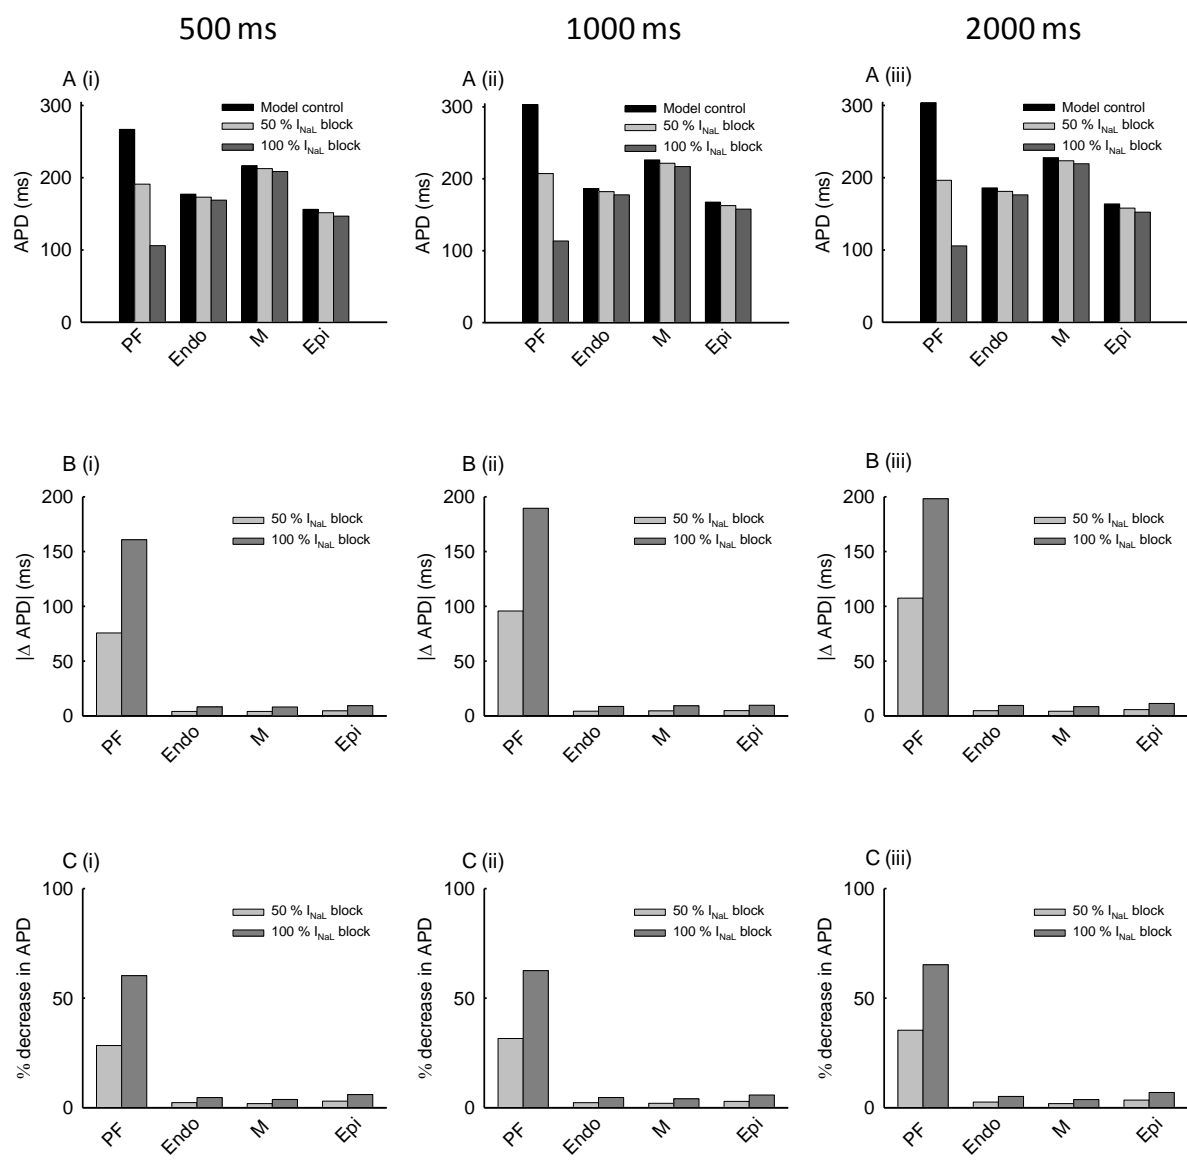 500 ms 1000 ms 2000 ms
A (i)
300
200
100
0
APD (ms)
Model control
50 % INaL block
100 % INaL block
PF Endo M Epi
A (ii)
300
200
100
0
APD (ms)
Model control
50 % INaL block
100 % INaL block
PF Endo M Epi
A (iii)
300
200
100
0
APD (ms)
Model control
50 % INaL block
100 % INaL block
PF Endo M Epi
B (i)
200
150
100
50
0
|Δ APD| (ms)
50 % INaL block
100 % INaL block
PF Endo M Epi
B (ii)
200
150
100
50
0
|Δ APD| (ms)
50 % INaL block
100 % INaL block
PF Endo M Epi
B (iii)
200
150
100
50
0
|Δ APD| (ms)
50 % INaL block
100 % INaL block
PF Endo M Epi
C (i)
100
50
0
% decrease in APD
50 % INaL block
100 % INaL block
PF Endo M Epi
C (ii)
100
50
0
% decrease in APD
50 % INaL block
100 % INaL block
PF Endo M Epi
C (iii)
100
50
0
% decrease in APD
50 % INaL block
100 % INaL block
PF Endo M Epi